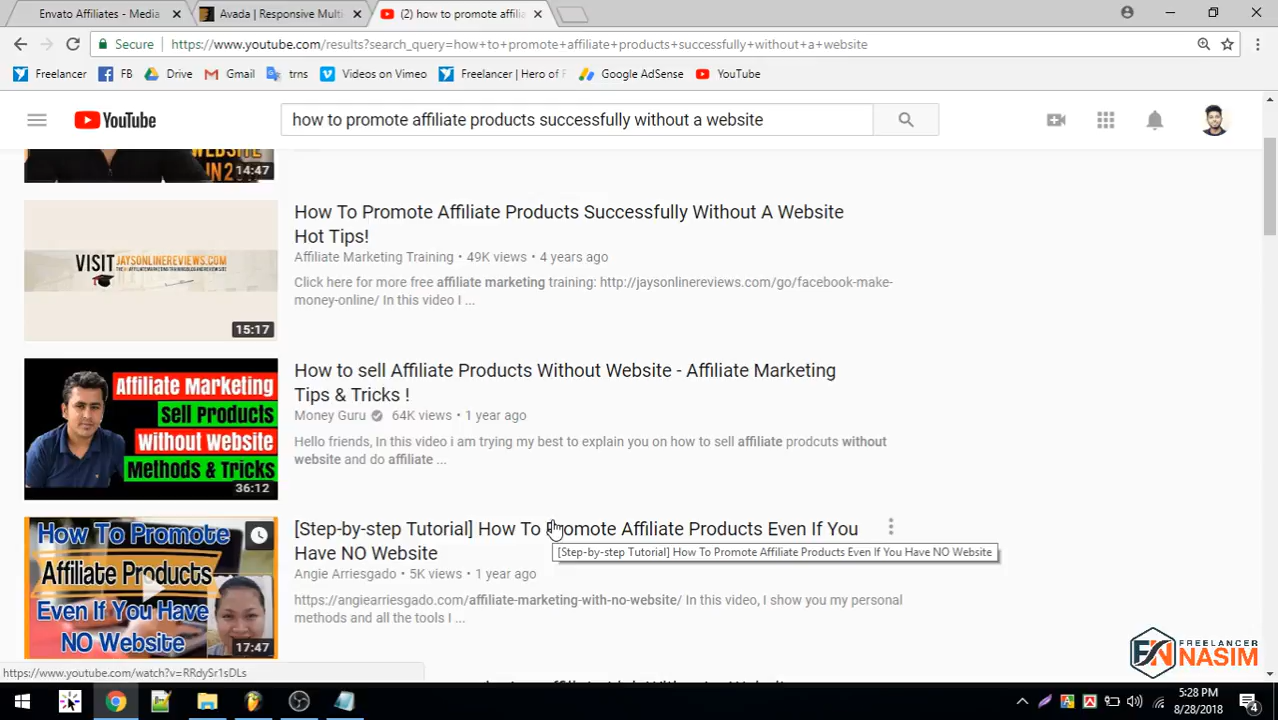 Envato Affiliates - Media
Avada | Responsive Multi
(2) how to promote affilia
Secure
https://www.youtube.com/results?search_query=how+to+promote+affiliate+products+successfully+without+a+website
Freelancer
FB
Drive
Gmail
trns
Videos on Vimeo
Freelancer | Hero of F
Google AdSense
YouTube
YouTube
how to promote affiliate products successfully without a website
WEBSITE
IN 2
14:47
How To Promote Affiliate Products Successfully Without A Website
Hot Tips!
Affiliate Marketing Training • 49K views • 4 years ago
Click here for more free affiliate marketing training: http://jaysonlinereviews.com/go/facebook-make-
money-online/ In this video I ...
VISIT JAYSONLINEREVIEWS.COM
15:17
How to sell Affiliate Products Without Website - Affiliate Marketing
Tips & Tricks !
Money Guru 64K views • 1 year ago
Hello friends, In this video i am trying my best to explain you on how to sell affiliate prodcuts without
website and do affiliate ...
Affiliate Marketing
Sell Products
Without Website
Methods & Tricks
36:12
[Step-by-step Tutorial] How To Promote Affiliate Products Even If You
Have NO Website
[Step-by-step Tutorial] How To Promote Affiliate Products Even If You Have NO Website
Angie Arriesgado • 5K views • 1 year ago
https://angiearriesgado.com/affiliate-marketing-with-no-website/ In this video, I show you my personal
methods and all the tools I ...
How To Promote
Affiliate Products
Even If You Have
NO Website
17:47
https://www.youtube.com/watch?v=RRdySr1sDLs
FN
FREELANCER
NASIM
5:28 PM
8/28/2018
4